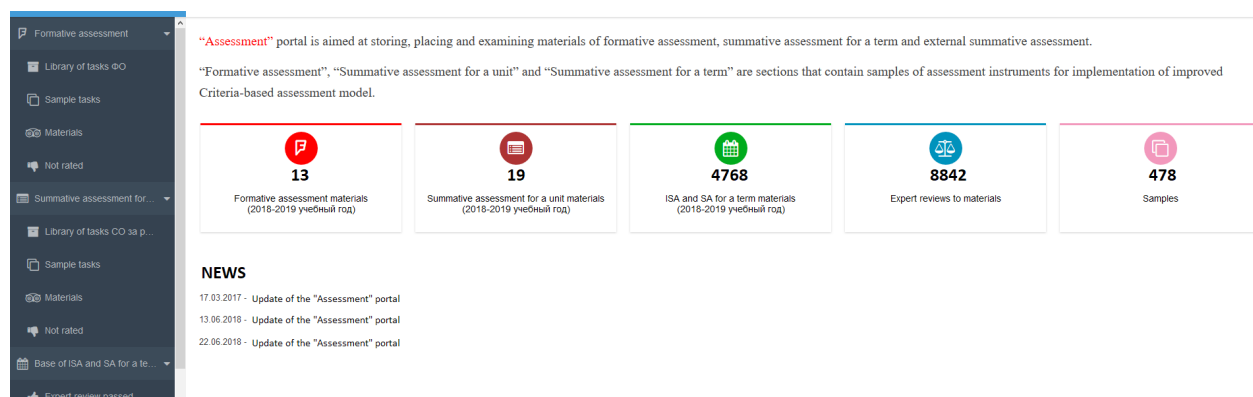 Formative assessment
Library of tasks ФО
Sample tasks
Materials
Not rated
Summative assessment for...
Library of tasks СО за р...
Sample tasks
Materials
Not rated
Base of ISA and SA for a te...
Expert review passed
“Assessment” portal is aimed at storing, placing and examining materials of formative assessment, summative assessment for a term and external summative assessment.
“Formative assessment”, “Summative assessment for a unit” and “Summative assessment for a term” are sections that contain samples of assessment instruments for implementation of improved
Criteria-based assessment model.
13
Formative assessment materials
(2018-2019 учебный год)
19
Summative assessment for a unit materials
(2018-2019 учебный год)
4768
ISA and SA for a term materials
(2018-2019 учебный год)
8842
Expert reviews to materials
478
Samples
NEWS
17.03.2017 - Update of the "Assessment" portal
13.06.2018 - Update of the "Assessment" portal
22.06.2018 - Update of the "Assessment" portal